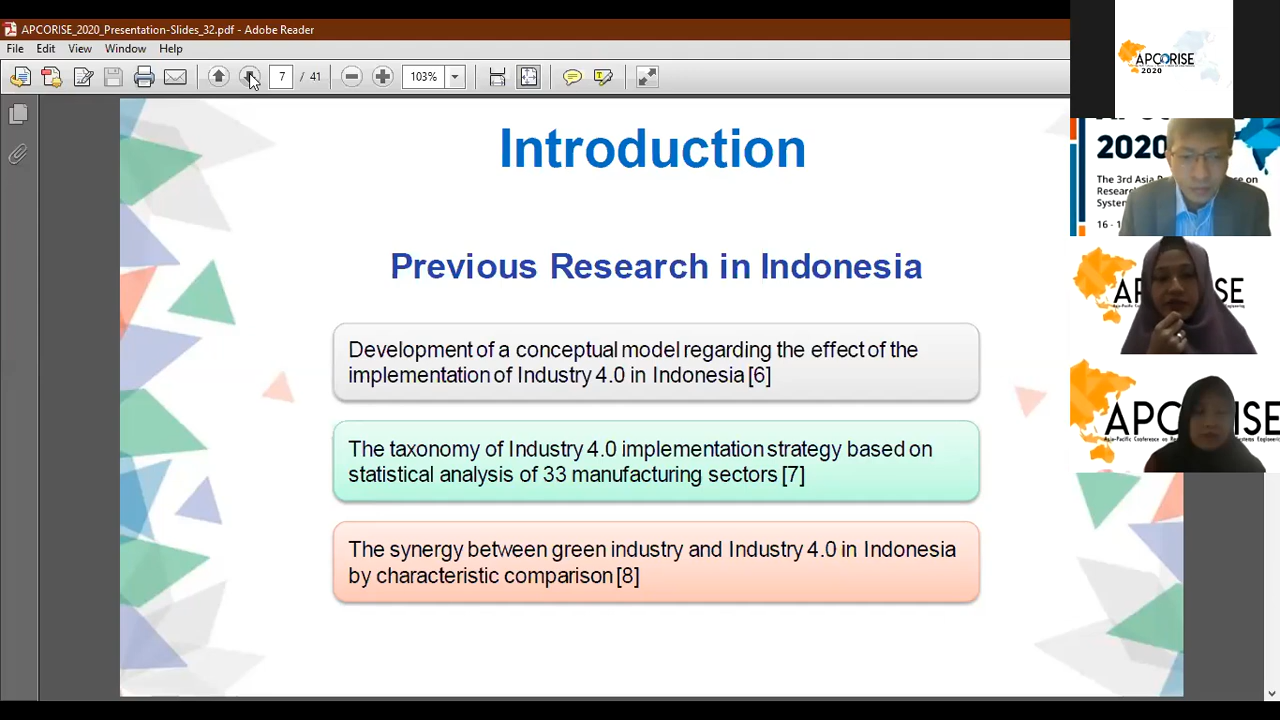 APCORISE_2020_Presentation-Slides_32.pdf - Adobe Reader
File Edit View Window Help
7 / 41 103%
Introduction
Previous Research in Indonesia
Development of a conceptual model regarding the effect of the
implementation of Industry 4.0 in Indonesia [6]
The taxonomy of Industry 4.0 implementation strategy based on
statistical analysis of 33 manufacturing sectors [7]
The synergy between green industry and Industry 4.0 in Indonesia
by characteristic comparison [8]
APCORISE
2020
2020
The 3rd Asia
Research
System
16 - 1